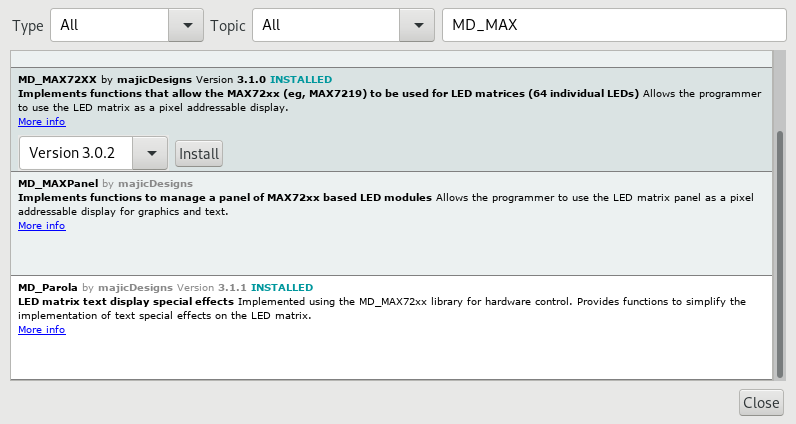 Type All Topic All MD_MAX
MD_MAX72XX by majicDesigns Version 3.1.0 INSTALLED
Implements functions that allow the MAX72xx (eg, MAX7219) to be used for LED matrices (64 individual LEDs) Allows the programmer
to use the LED matrix as a pixel addressable display.
More info
Version 3.0.2 Install
MD_MAXPanel by majicDesigns
Implements functions to manage a panel of MAX72xx based LED modules Allows the programmer to use the LED matrix panel as a pixel
addressable display for graphics and text.
More info
MD_Parola by majicDesigns Version 3.1.1 INSTALLED
LED matrix text display special effects Implemented using the MD_MAX72xx library for hardware control. Provides functions to simplify the
implementation of text special effects on the LED matrix.
More info
Close